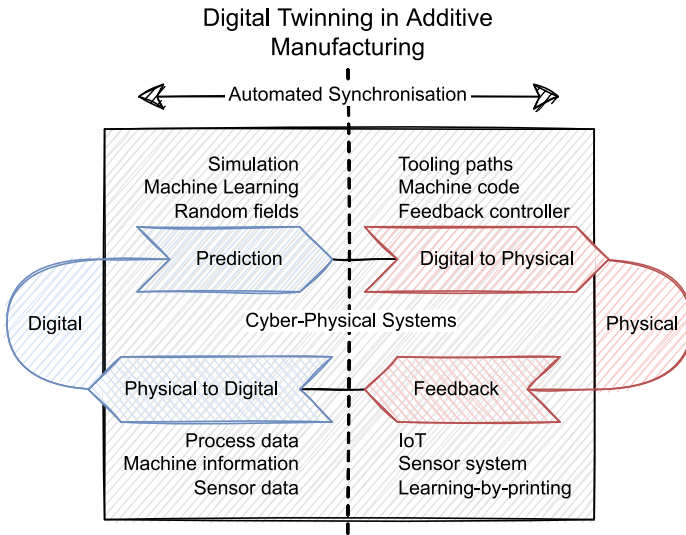 Digital Twinning in Additive
Manufacturing
Automated Synchronisation
Simulation
Machine Learning
Random fields
Tooling paths
Machine code
Feedback controller
Prediction
Digital to Physical
Digital
Cyber-Physical Systems
Physical
Physical to Digital
Feedback
Process data
Machine information
Sensor data
IoT
Sensor system
Learning-by-printing